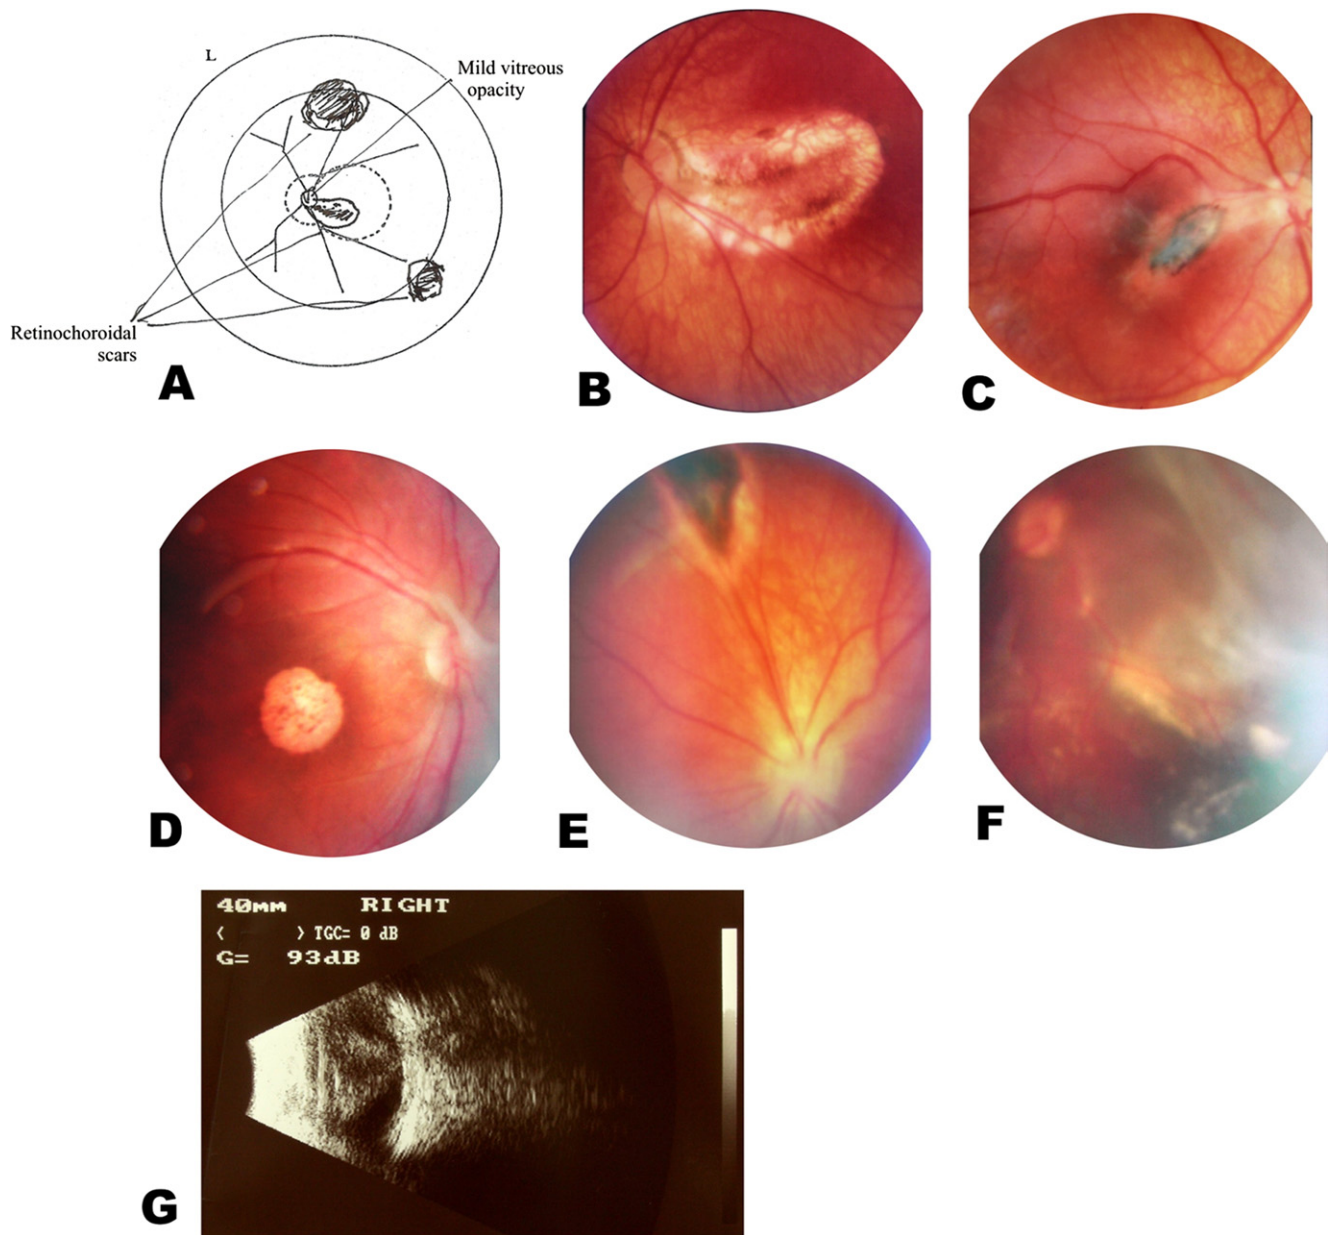 L
Mild vitreous
opacity
Retinochoroidal
scars
A
B
C
D
E
F
40mm RIGHT
< > TGC= 0 dB
G= 93dB
G